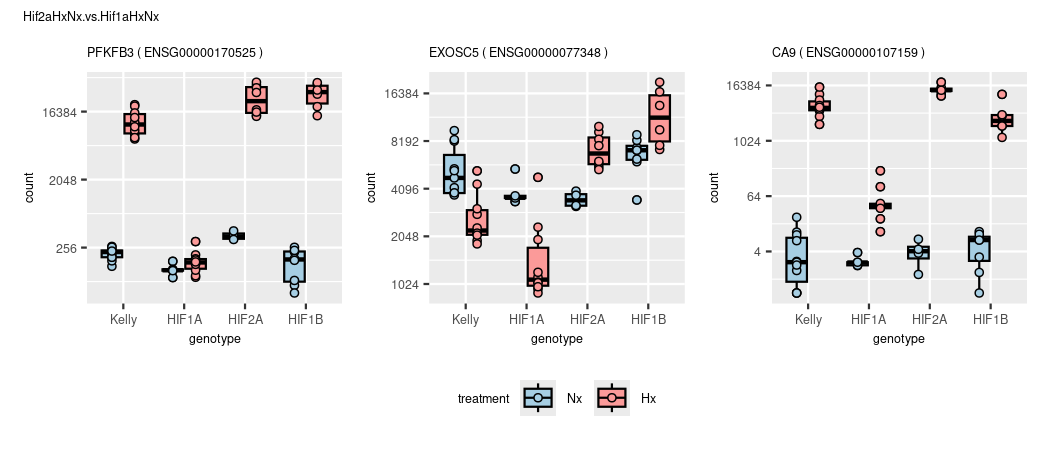 Hif2aHxNx.vs.Hif1aHxNx
PFKFB3 ( ENSG00000170525 )
16384
2048
256
count
Kelly HIF1A HIF2A HIF1B
genotype
EXOSC5 ( ENSG00000077348 )
16384
8192
4096
2048
1024
count
Kelly HIF1A HIF2A HIF1B
genotype
CA9 ( ENSG00000107159 )
16384
1024
64
4
count
Kelly HIF1A HIF2A HIF1B
genotype
treatment Nx Hx